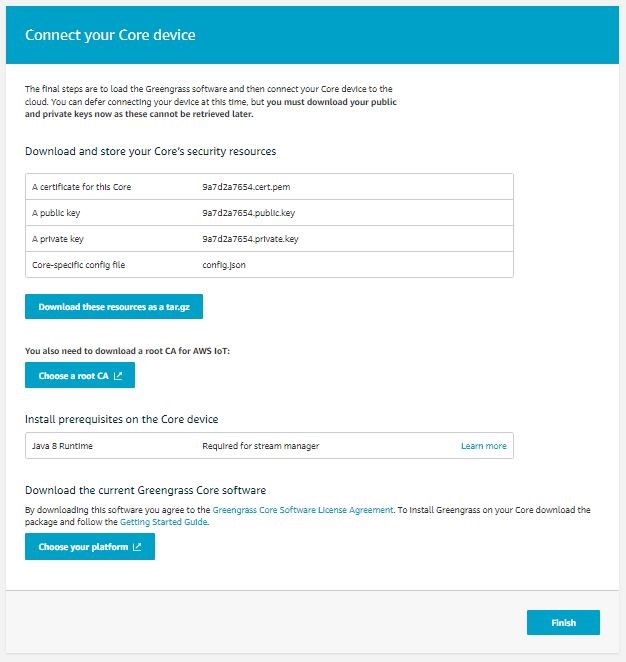 Connect your Core device
The final steps are to load the Greengrass software and then connect your Core device to the
cloud. You can defer connecting your device at this time, but you must download your public
and private keys now as these cannot be retrieved later.
Download and store your Core's security resources
A certificate for this Core 9a7d2a7654.cert.pem
A public key 9a7d2a7654.public.key
A private key 9a7d2a7654.private.key
Core-specific config file config.json
Download these resources as a tar.gz
You also need to download a root CA for AWS IoT:
Choose a root CA
Install prerequisites on the Core device
Java 8 Runtime Required for stream manager Learn more
Download the current Greengrass Core software
By downloading this software you agree to the Greengrass Core Software License Agreement. To install Greengrass on your Core download the
package and follow the Getting Started Guide.
Choose your platform
Finish